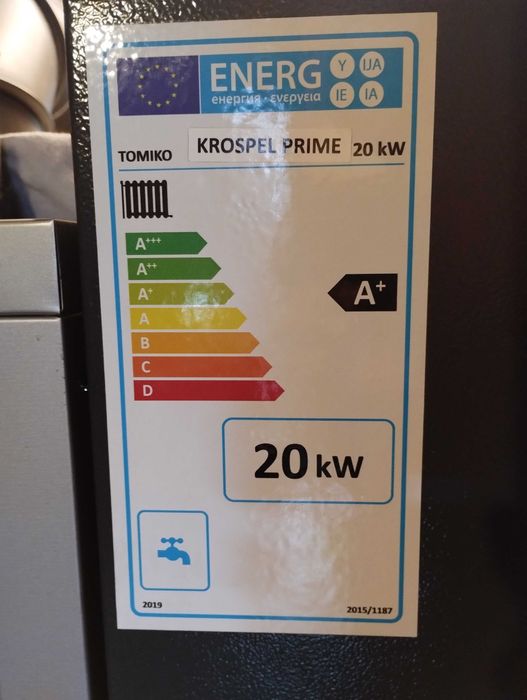 ENERG
енергия · ενεργεια
Y IJA
IE IA
TOMIKO KROSPEL PRIME 20 kW
A+++
A++
A+
A
B
C
D
A+
20 kW
2019 2015/1187